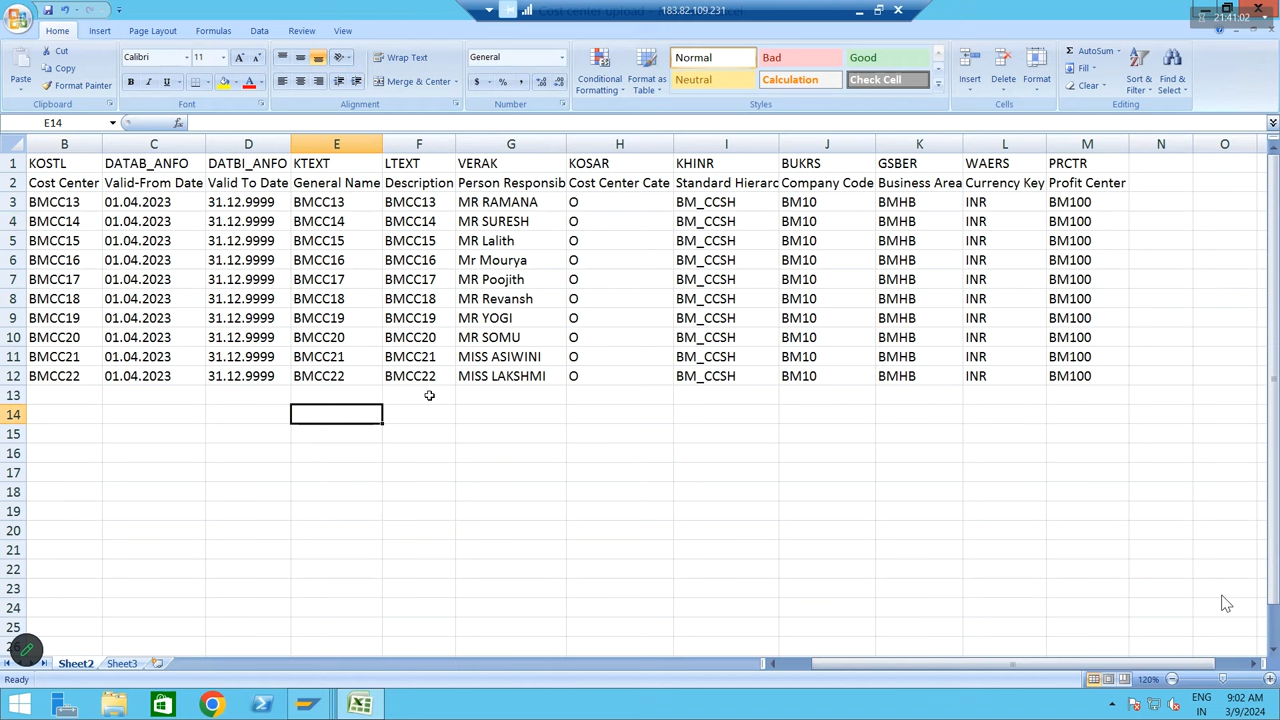 Cost center upload
183.82.109.231
21:41:02
Home Insert Page Layout Formulas Data Review View
Cut Calibri 11 Wrap Text General Normal Bad Good AutoSum
Copy Fill
Paste Format Painter Merge & Center Conditional Formatting Format as Table Neutral Calculation Check Cell Insert Delete Format Clear Sort & Filter Find & Select
Clipboard Font Alignment Number Styles Cells Editing
E14 fx
B C D E F G H I J K L M N O
1 KOSTL DATAB_ANFO DATBI_ANFO KTEXT LTEXT VERAK KOSAR KHINR BUKRS GSBER WAERS PRCTR
2 Cost Center Valid-From Date Valid To Date General Name Description Person Responsib Cost Center Cate Standard Hierarc Company Code Business Area Currency Key Profit Center
3 BMCC13 01.04.2023 31.12.9999 BMCC13 BMCC13 MR RAMANA O BM_CCSH BM10 BMHB INR BM100
4 BMCC14 01.04.2023 31.12.9999 BMCC14 BMCC14 MR SURESH O BM_CCSH BM10 BMHB INR BM100
5 BMCC15 01.04.2023 31.12.9999 BMCC15 BMCC15 MR Lalith O BM_CCSH BM10 BMHB INR BM100
6 BMCC16 01.04.2023 31.12.9999 BMCC16 BMCC16 Mr Mourya O BM_CCSH BM10 BMHB INR BM100
7 BMCC17 01.04.2023 31.12.9999 BMCC17 BMCC17 MR Poojith O BM_CCSH BM10 BMHB INR BM100
8 BMCC18 01.04.2023 31.12.9999 BMCC18 BMCC18 MR Revansh O BM_CCSH BM10 BMHB INR BM100
9 BMCC19 01.04.2023 31.12.9999 BMCC19 BMCC19 MR YOGI O BM_CCSH BM10 BMHB INR BM100
10 BMCC20 01.04.2023 31.12.9999 BMCC20 BMCC20 MR SOMU O BM_CCSH BM10 BMHB INR BM100
11 BMCC21 01.04.2023 31.12.9999 BMCC21 BMCC21 MISS ASIWINI O BM_CCSH BM10 BMHB INR BM100
12 BMCC22 01.04.2023 31.12.9999 BMCC22 BMCC22 MISS LAKSHMI O BM_CCSH BM10 BMHB INR BM100
13
14
15
16
17
18
19
20
21
22
23
24
25
Sheet2 Sheet3
Ready 120%
ENG 9:02 AM
IN 3/9/2024